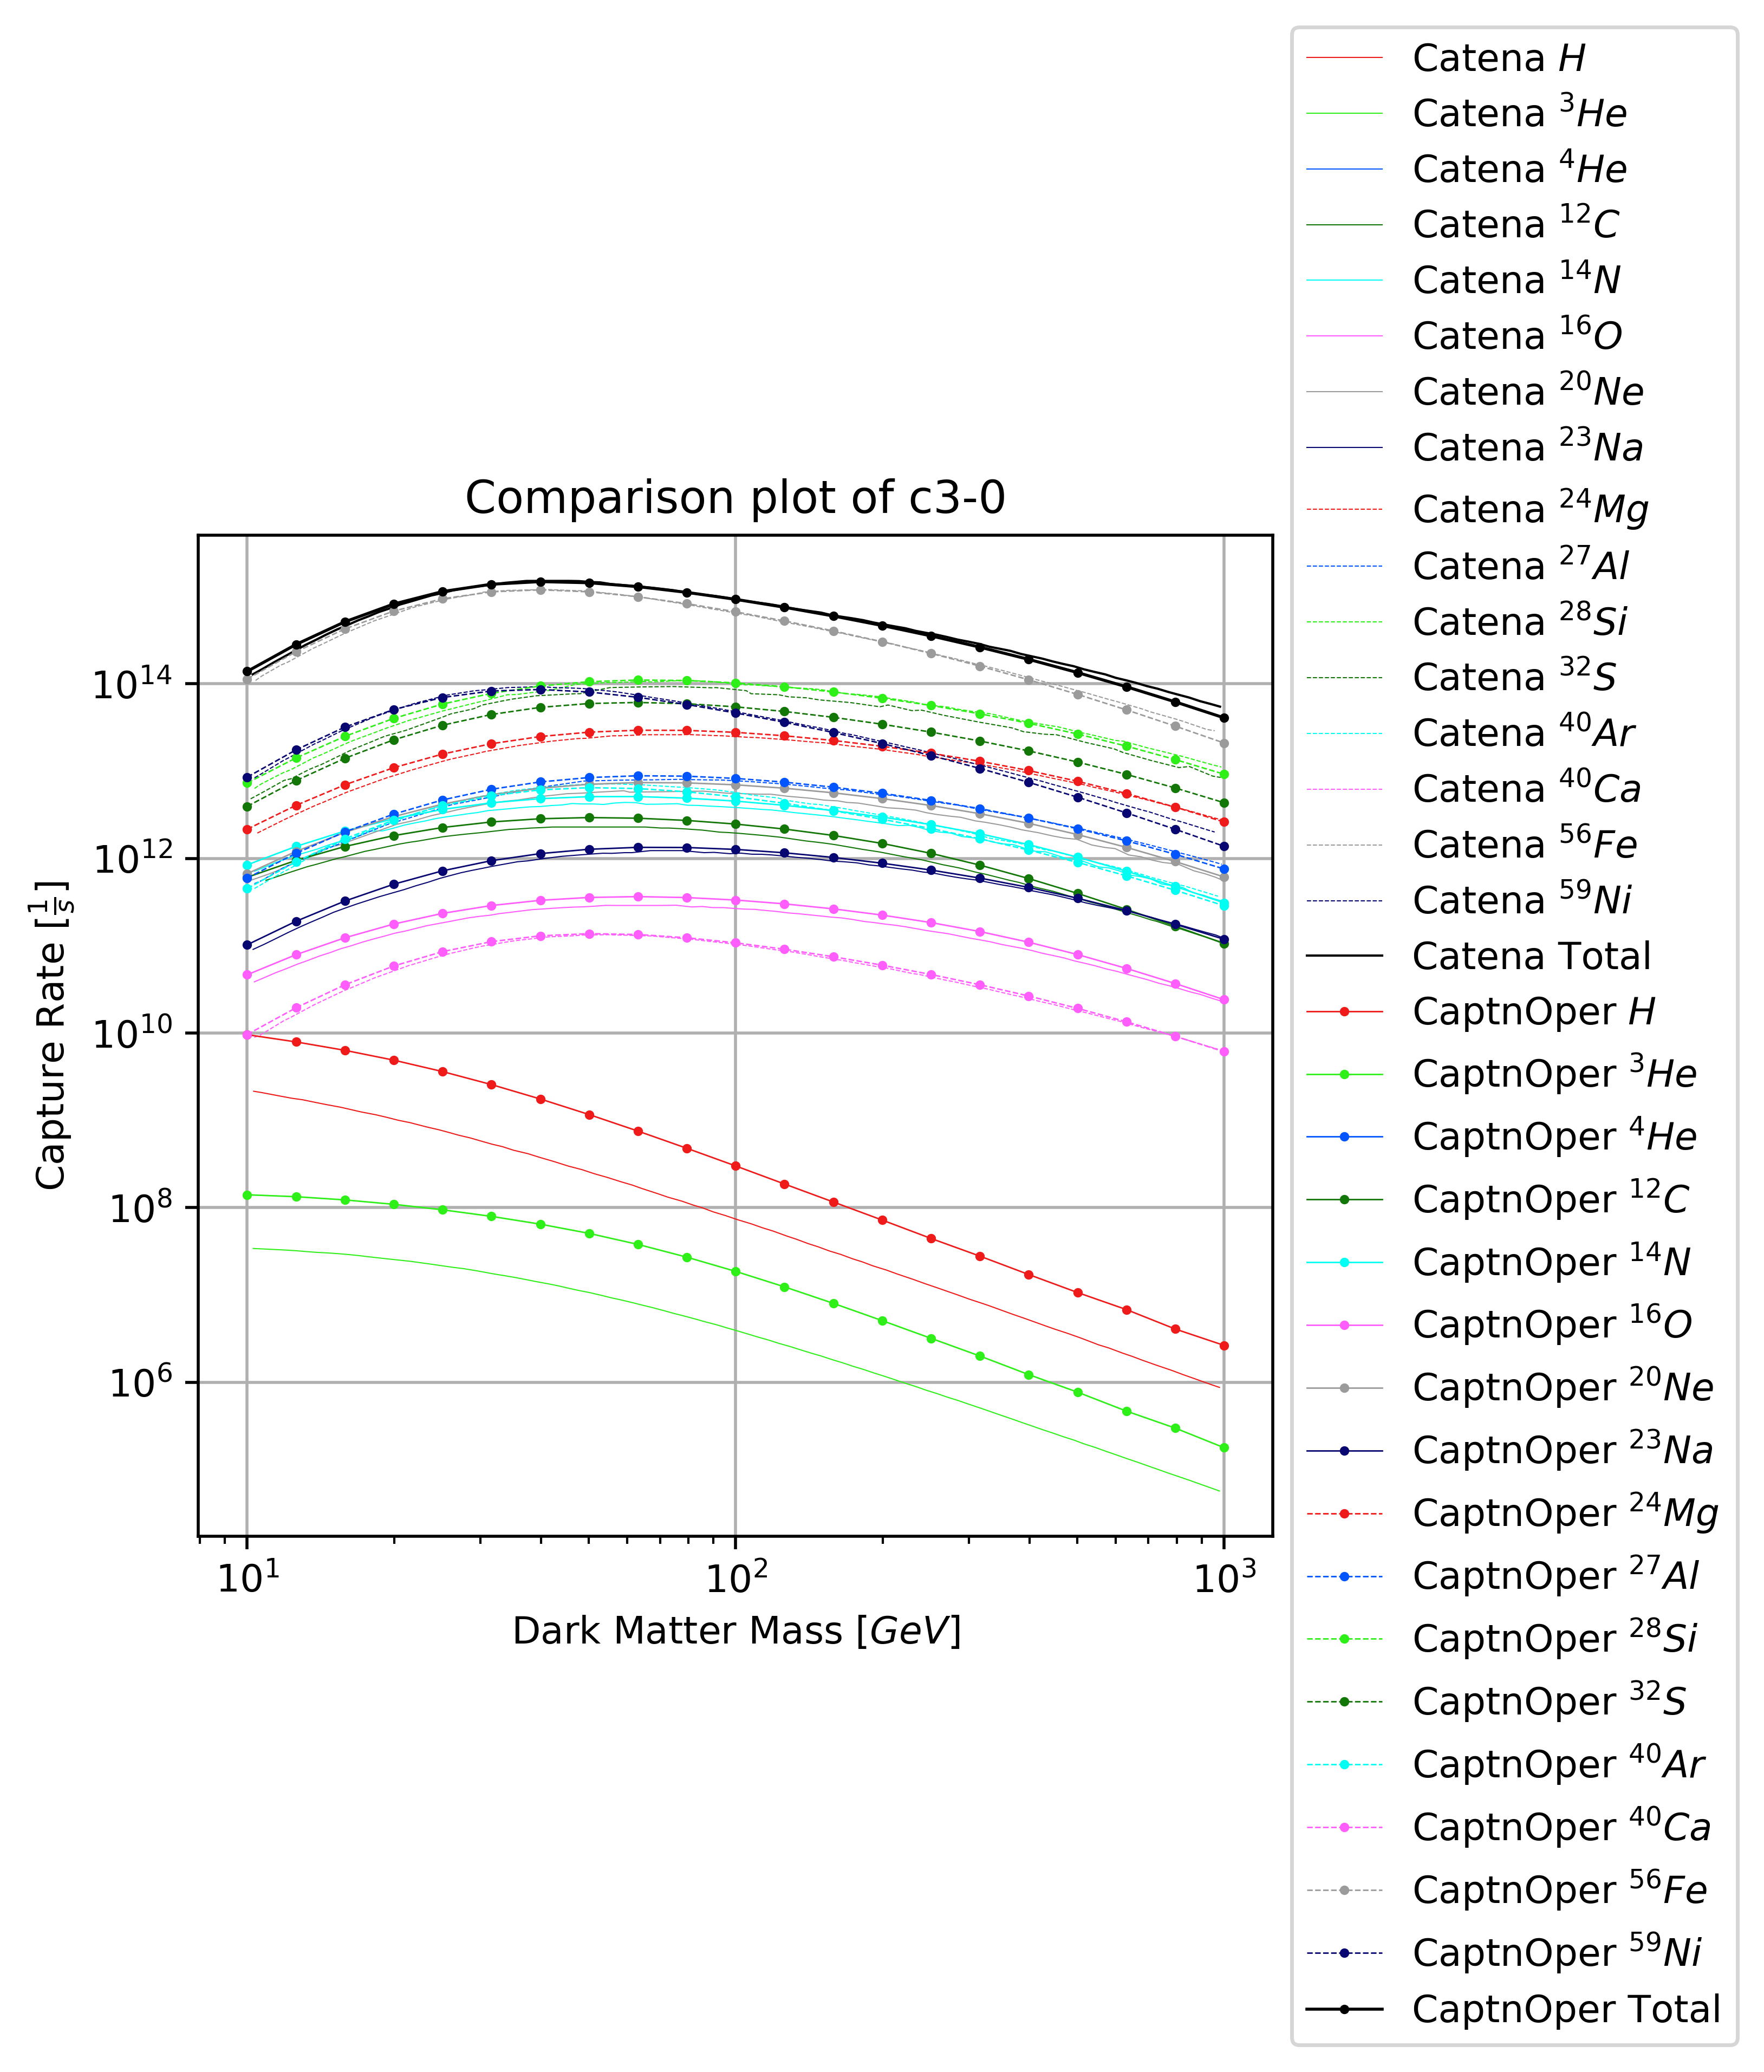 Comparison plot of c3-0
Capture Rate [1/s]
10^14
10^12
10^10
10^8
10^6
10^1 10^2 10^3
Dark Matter Mass [GeV]
Catena H
Catena ^3He
Catena ^4He
Catena ^12C
Catena ^14N
Catena ^16O
Catena ^20Ne
Catena ^23Na
Catena ^24Mg
Catena ^27Al
Catena ^28Si
Catena ^32S
Catena ^40Ar
Catena ^40Ca
Catena ^56Fe
Catena ^59Ni
Catena Total
CaptnOper H
CaptnOper ^3He
CaptnOper ^4He
CaptnOper ^12C
CaptnOper ^14N
CaptnOper ^16O
CaptnOper ^20Ne
CaptnOper ^23Na
CaptnOper ^24Mg
CaptnOper ^27Al
CaptnOper ^28Si
CaptnOper ^32S
CaptnOper ^40Ar
CaptnOper ^40Ca
CaptnOper ^56Fe
CaptnOper ^59Ni
CaptnOper Total